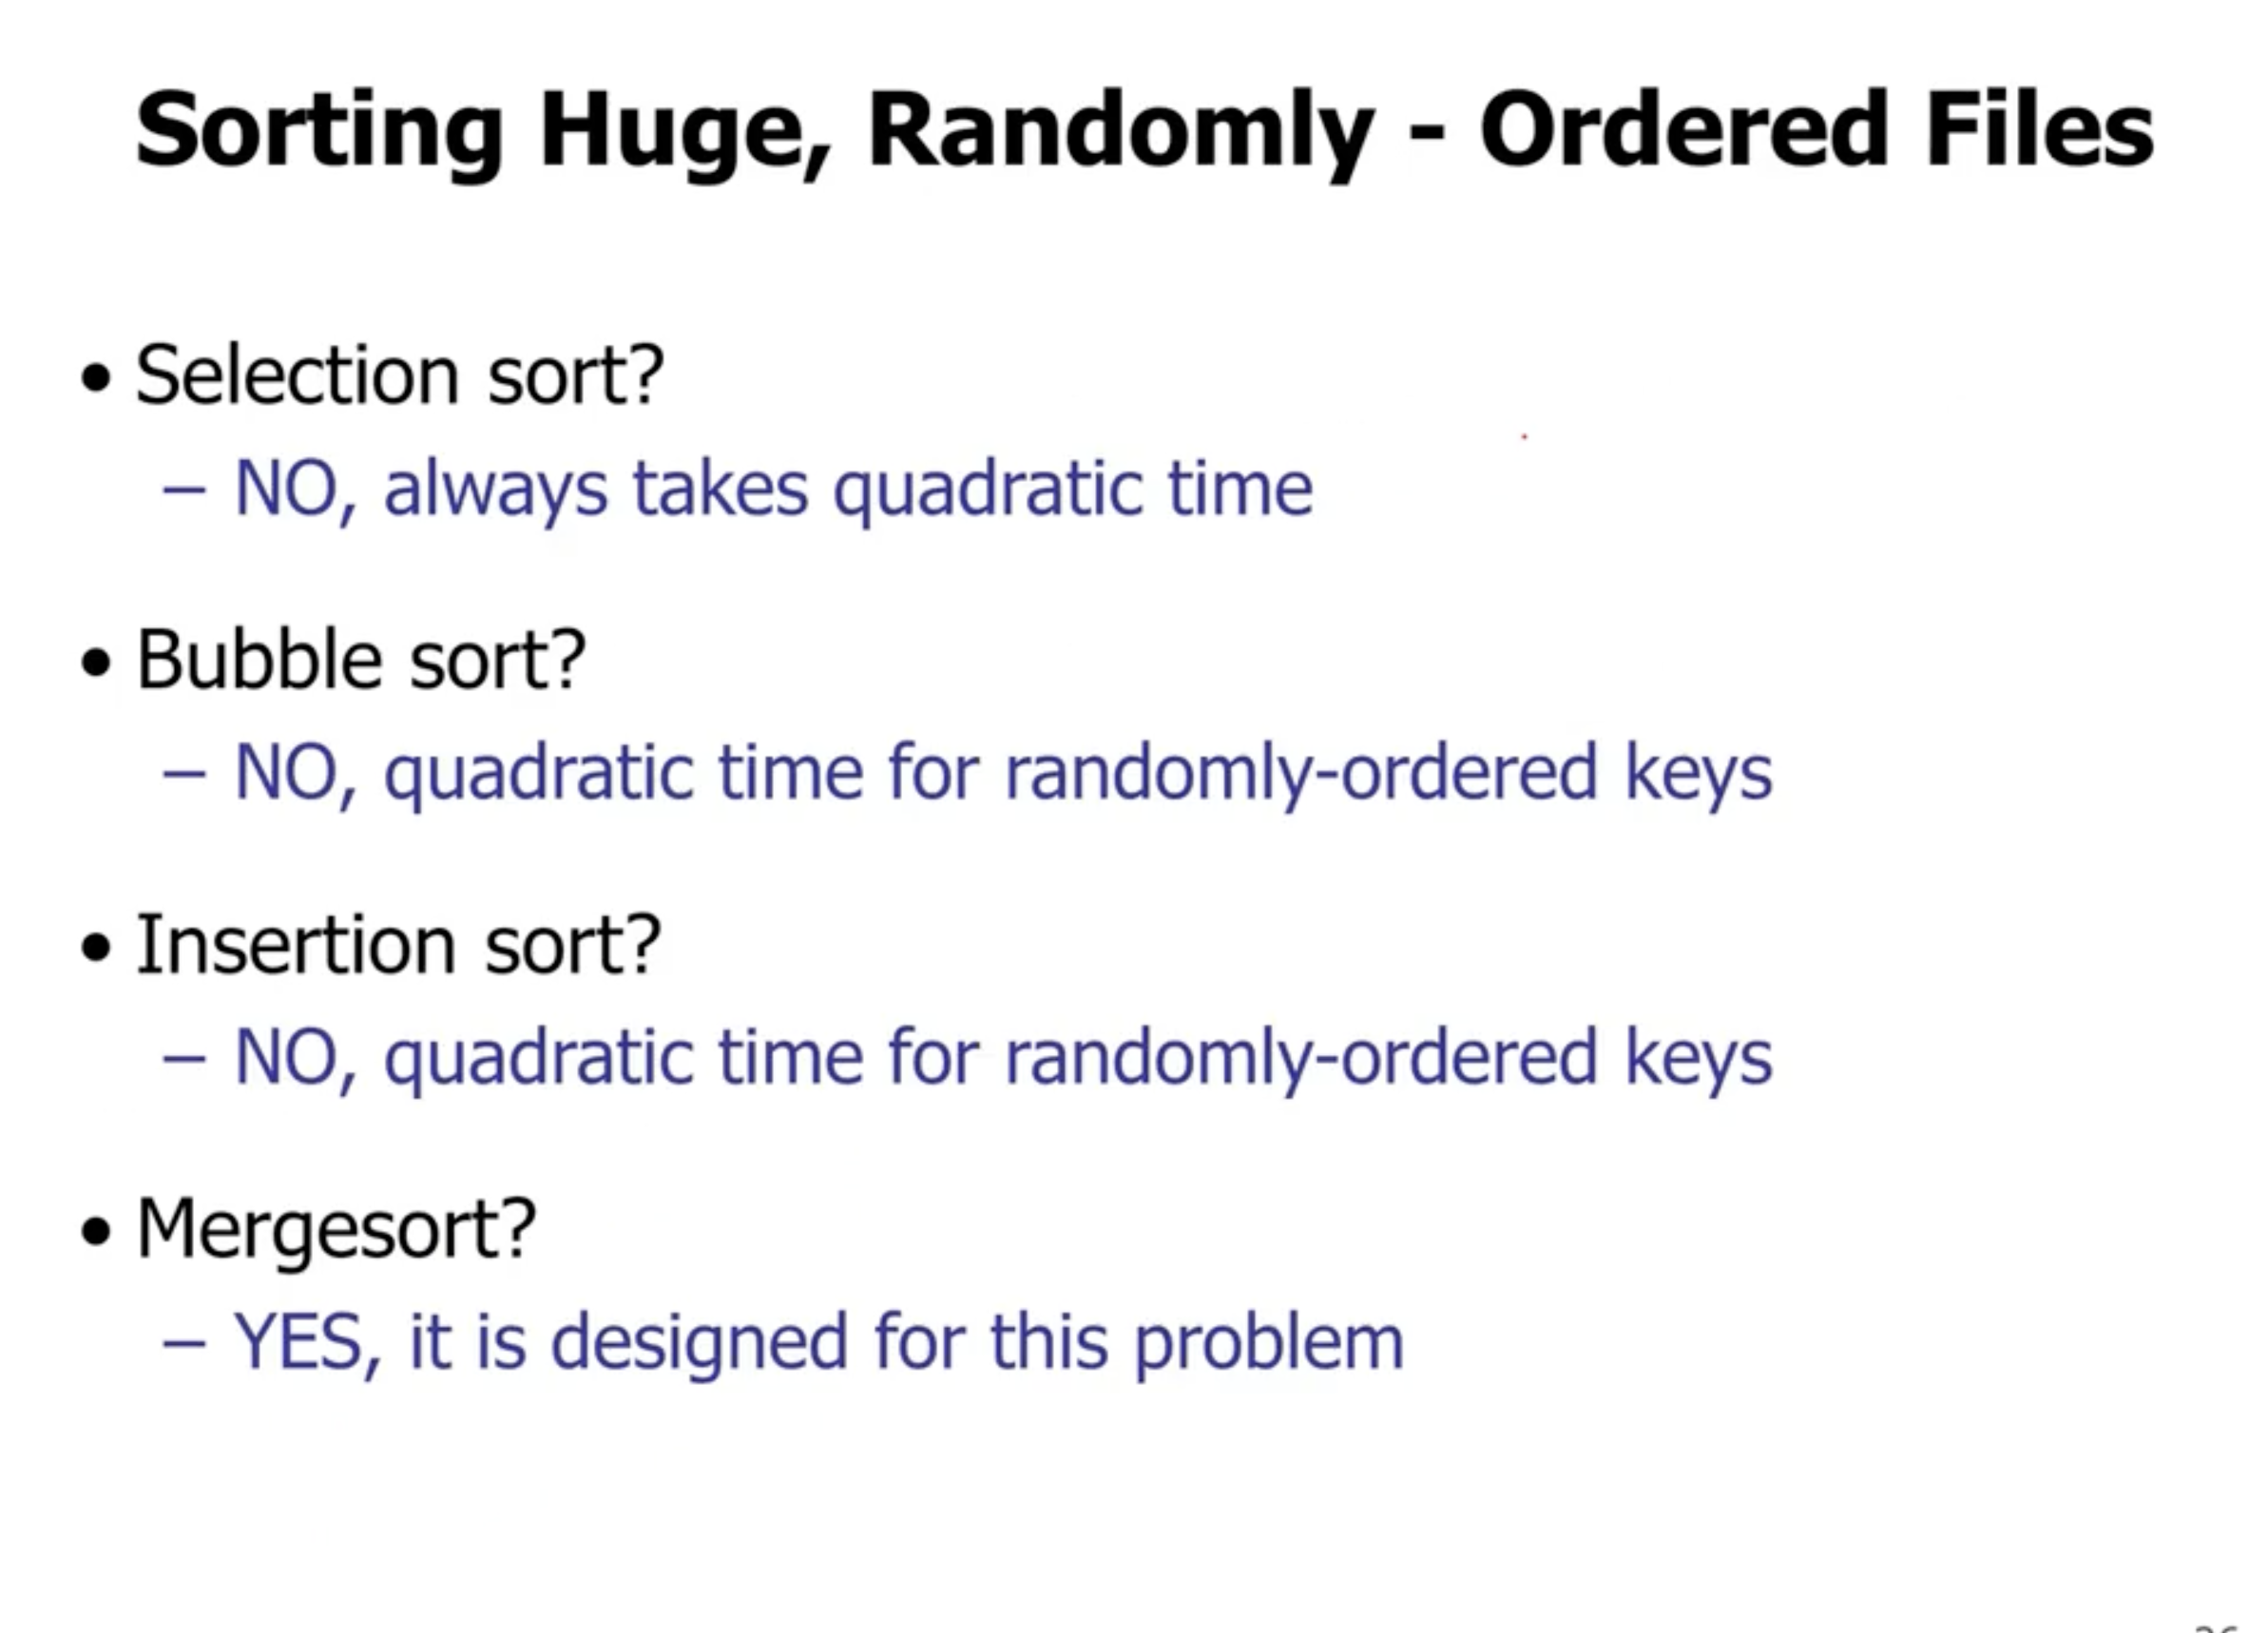 Sorting Huge, Randomly - Ordered Files
• Selection sort?
– NO, always takes quadratic time
• Bubble sort?
– NO, quadratic time for randomly-ordered keys
• Insertion sort?
– NO, quadratic time for randomly-ordered keys
• Mergesort?
– YES, it is designed for this problem